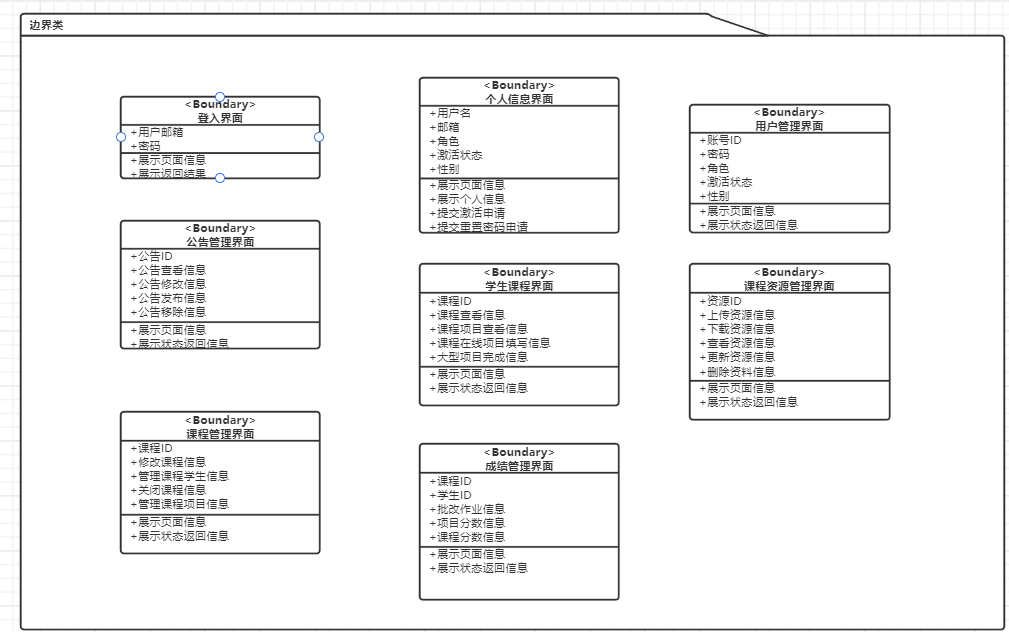 边界类
<Boundary>
登入界面
+用户邮箱
+密码
+展示页面信息
+展示返回结果
<Boundary>
公告管理界面
+公告ID
+公告查看信息
+公告修改信息
+公告发布信息
+公告移除信息
+展示页面信息
+展示状态返回信息
<Boundary>
课程管理界面
+课程ID
+修改课程信息
+管理课程学生信息
+关闭课程信息
+管理课程项目信息
+展示页面信息
+展示状态返回信息
<Boundary>
个人信息界面
+用户名
+邮箱
+角色
+激活状态
+性别
+展示页面信息
+展示个人信息
+提交激活申请
+提交重置密码申请
<Boundary>
学生课程界面
+课程ID
+课程查看信息
+课程项目查看信息
+课程在线项目填写信息
+大型项目完成信息
+展示页面信息
+展示状态返回信息
<Boundary>
成绩管理界面
+课程ID
+学生ID
+批改作业信息
+项目分数信息
+课程分数信息
+展示页面信息
+展示状态返回信息
<Boundary>
用户管理界面
+账号ID
+密码
+角色
+激活状态
+性别
+展示页面信息
+展示状态返回信息
<Boundary>
课程资源管理界面
+资源ID
+上传资源信息
+下载资源信息
+查看资源信息
+更新资源信息
+删除资料信息
+展示页面信息
+展示状态返回信息